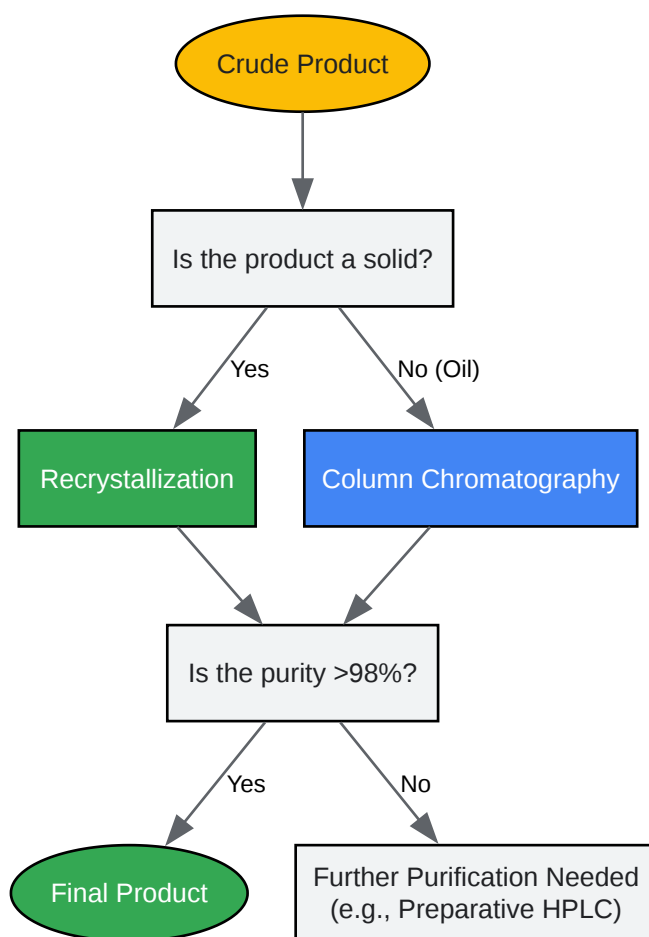 Crude Product
Is the product a solid?
Yes
No (Oil)
Recrystallization
Column Chromatography
Is the purity >98%?
Yes
No
Final Product
Further Purification Needed
(e.g., Preparative HPLC)